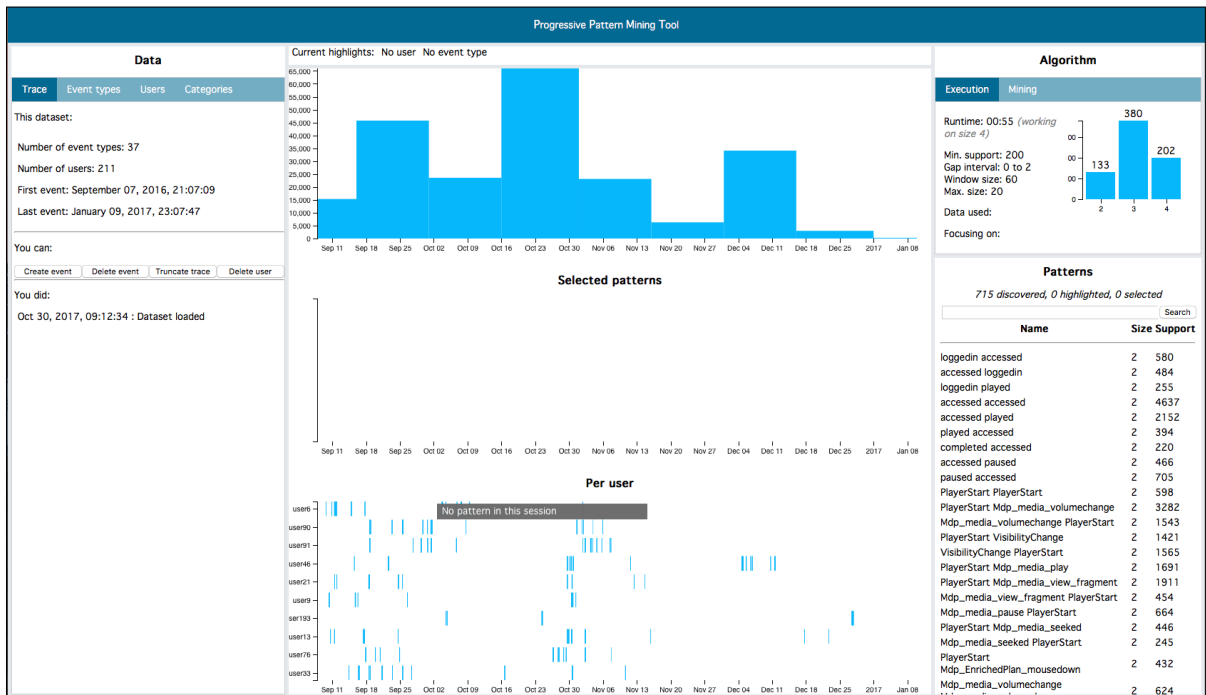 Progressive Pattern Mining Tool
Data
Trace Event types Users Categories
This dataset:
Number of event types: 37
Number of users: 211
First event: September 07, 2016, 21:07:09
Last event: January 09, 2017, 23:07:47
You can:
Create event Delete event Truncate trace Delete user
You did:
Oct 30, 2017, 09:12:34 : Dataset loaded
Current highlights: No user No event type
65,000
60,000
55,000
50,000
45,000
40,000
35,000
30,000
25,000
20,000
15,000
10,000
5,000
0
Sep 11 Sep 18 Sep 25 Oct 02 Oct 09 Oct 16 Oct 23 Oct 30 Nov 06 Nov 13 Nov 20 Nov 27 Dec 04 Dec 11 Dec 18 Dec 25 2017 Jan 08
Selected patterns
Sep 11 Sep 18 Sep 25 Oct 02 Oct 09 Oct 16 Oct 23 Oct 30 Nov 06 Nov 13 Nov 20 Nov 27 Dec 04 Dec 11 Dec 18 Dec 25 2017 Jan 08
Per user
user6
No pattern in this session
user90
user91
user46
user21
user9
ser193
user13
user76
user33
Sep 11 Sep 18 Sep 25 Oct 02 Oct 09 Oct 16 Oct 23 Oct 30 Nov 06 Nov 13 Nov 20 Nov 27 Dec 04 Dec 11 Dec 18 Dec 25 2017 Jan 08
Algorithm
Execution Mining
Runtime: 00:55 (working
on size 4)
Min. support: 200
Gap interval: 0 to 2
Window size: 60
Max. size: 20
Data used:
Focusing on:
380
00
202
00
133
00
0
2 3 4
Patterns
715 discovered, 0 highlighted, 0 selected
Search
Name Size Support
loggedin accessed 2 580
accessed loggedin 2 484
loggedin played 2 255
accessed accessed 2 4637
accessed played 2 2152
played accessed 2 394
completed accessed 2 220
accessed paused 2 466
paused accessed 2 705
PlayerStart PlayerStart 2 598
PlayerStart Mdp_media_volumechange 2 3282
Mdp_media_volumechange PlayerStart 2 1543
PlayerStart VisibilityChange 2 1421
VisibilityChange PlayerStart 2 1565
PlayerStart Mdp_media_play 2 1691
PlayerStart Mdp_media_view_fragment 2 1911
Mdp_media_view_fragment PlayerStart 2 454
Mdp_media_pause PlayerStart 2 664
PlayerStart Mdp_media_seeked 2 446
Mdp_media_seeked PlayerStart 2 245
PlayerStart
Mdp_EnrichedPlan_mousedown 2 432
Mdp_media_volumechange 2 624